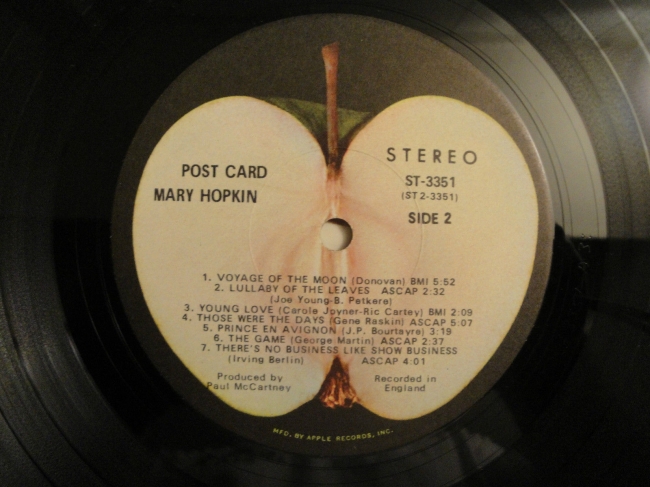 POST CARD
MARY HOPKIN
STEREO
ST-3351
(ST 2-3351)
SIDE 2
1. VOYAGE OF THE MOON (Donovan) BMI 5:52
2. LULLABY OF THE LEAVES ASCAP 2:32
(Joe Young-B. Petkere)
3. YOUNG LOVE (Carole Joyner-Ric Cartey) BMI 2:09
4. THOSE WERE THE DAYS (Gene Raskin) ASCAP 5:07
5. PRINCE EN AVIGNON (J.P. Bourtayre) 3:19
6. THE GAME (George Martin) ASCAP 2:37
7. THERE'S NO BUSINESS LIKE SHOW BUSINESS
(Irving Berlin) ASCAP 4:01
Produced by
Paul McCartney
Recorded in
England
MFD. BY APPLE RECORDS, INC.